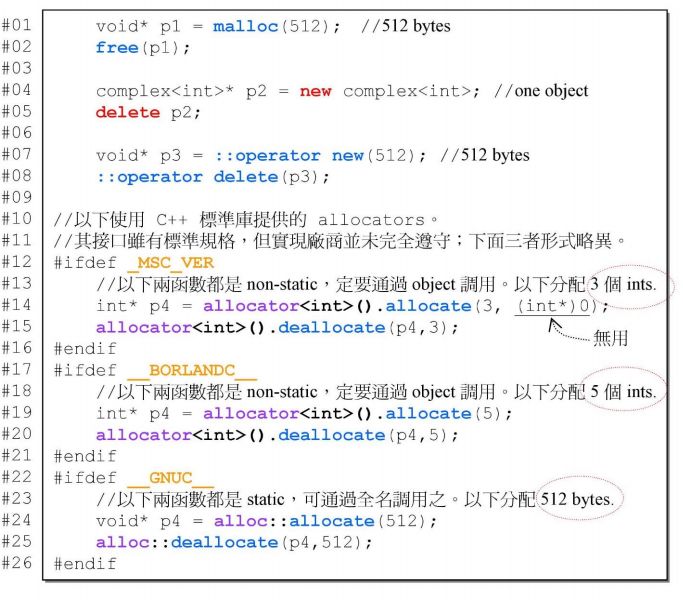 #01 void* p1 = malloc(512); //512 bytes
#02 free(p1);
#03
#04 complex<int>* p2 = new complex<int>; //one object
#05 delete p2;
#06
#07 void* p3 = ::operator new(512); //512 bytes
#08 ::operator delete(p3);
#09
#10 //以下使用 C++ 標準庫提供的 allocators。
#11 //其接口雖有標準規格，但實現廠商並未完全遵守；下面三者形式略異。
#12 #ifdef _MSC_VER
#13 //以下兩函數都是 non-static，定要通過 object 調用。以下分配 3 個 ints.
#14 int* p4 = allocator<int>().allocate(3, (int*)0);
#15 allocator<int>().deallocate(p4,3);
無用
#16 #endif
#17 #ifdef __BORLANDC__
#18 //以下兩函數都是 non-static，定要通過 object 調用。以下分配 5 個 ints.
#19 int* p4 = allocator<int>().allocate(5);
#20 allocator<int>().deallocate(p4,5);
#21 #endif
#22 #ifdef __GNUC__
#23 //以下兩函數都是 static，可通過全名調用之。以下分配 512 bytes.
#24 void* p4 = alloc::allocate(512);
#25 alloc::deallocate(p4,512);
#26 #endif